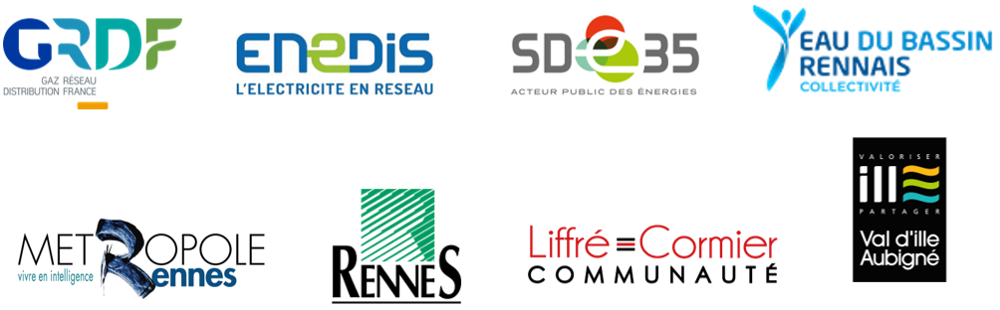 GRDF
GAZ RÉSEAU
DISTRIBUTION FRANCE
ENEDIS
L'ELECTRICITE EN RESEAU
SDe35
ACTEUR PUBLIC DES ÉNERGIES
EAU DU BASSIN
RENNAIS
COLLECTIVITÉ
METROPOLE
vivre en intelligence Rennes
RENNES
Liffré=Cormier
COMMUNAUTÉ
VALORISER
ille
PARTAGER
Val d'ille
Aubigné